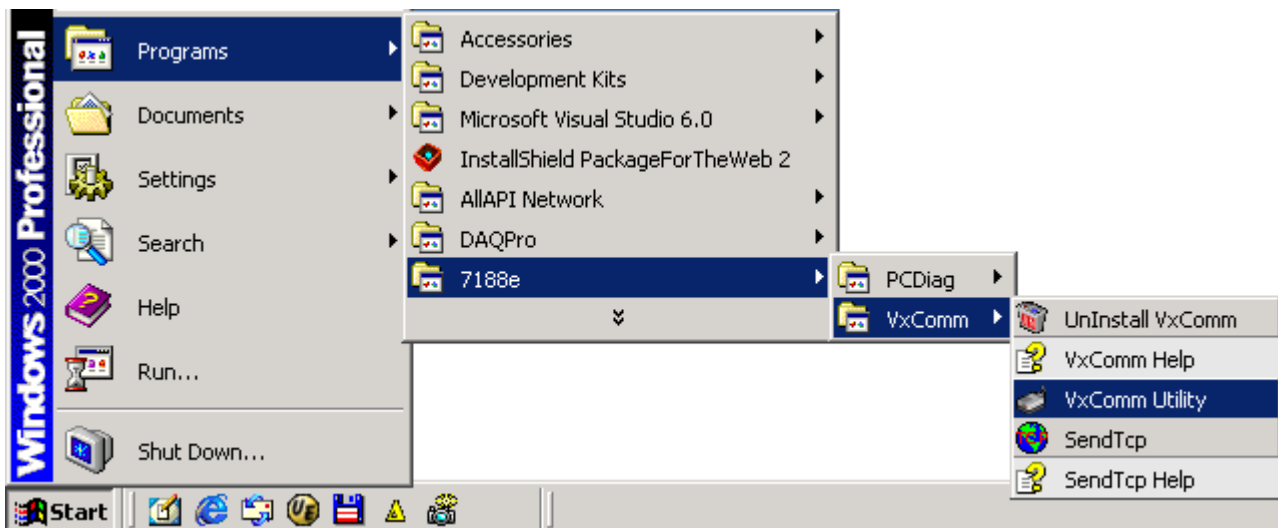 Windows 2000 Professional
Programs
Documents
Settings
Search
Help
Run...
Shut Down...
Start
Accessories
Development Kits
Microsoft Visual Studio 6.0
InstallShield PackageForTheWeb 2
AllAPI Network
DAQPro
7188e
PCDiag
VxComm
UnInstall VxComm
VxComm Help
VxComm Utility
SendTcp
SendTcp Help